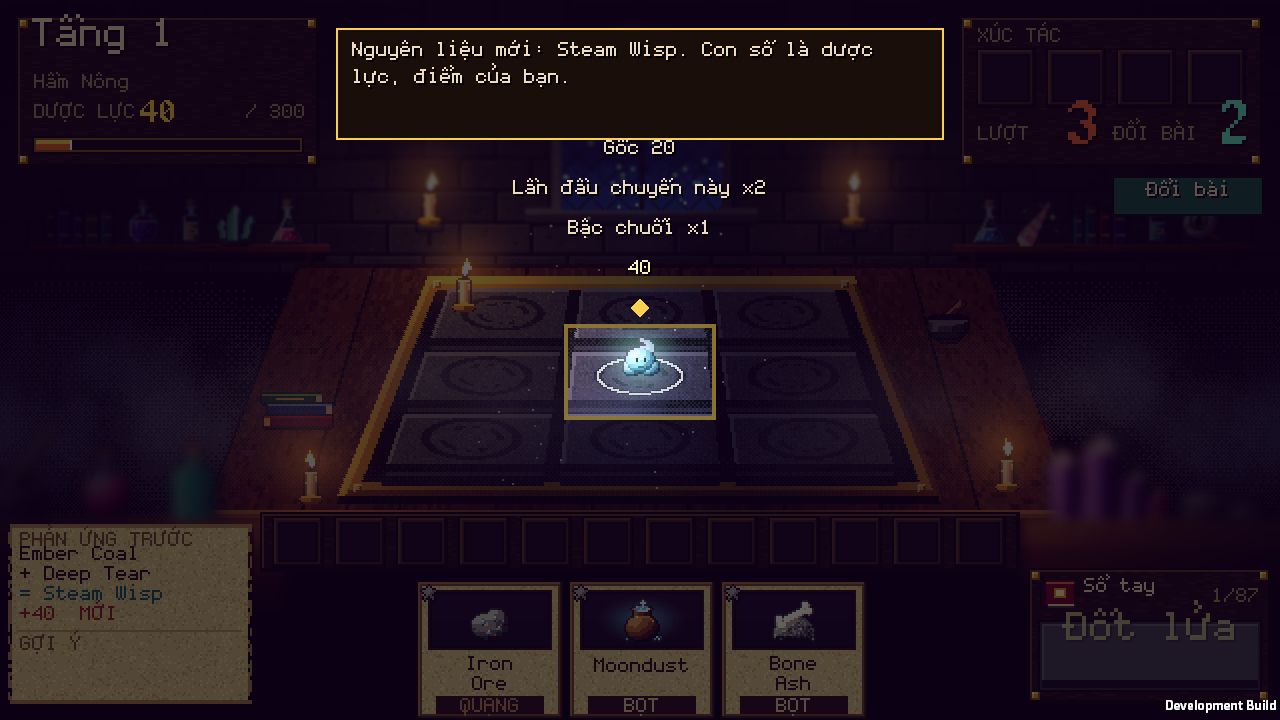 Tầng 1
Hầm Nông
DƯỢC LỰC 40 / 300
Nguyên liệu mới: Steam Wisp. Con số là dược
lực, điểm của bạn.
XÚC TÁC
LƯỢT 3 ĐỔI BÀI 2
Đổi bài
Gốc 20
Lần đầu chuyến này x2
Bậc chuỗi x1
40
PHẢN ỨNG TRƯỚC
Ember Coal
+ Deep Tear
= Steam Wisp
+40 MỚI
GỢI Ý
Iron
Ore
QUẶNG
Moondust
BỘT
Bone
Ash
BỘT
Sổ tay
1/87
Đốt lửa
Development Build